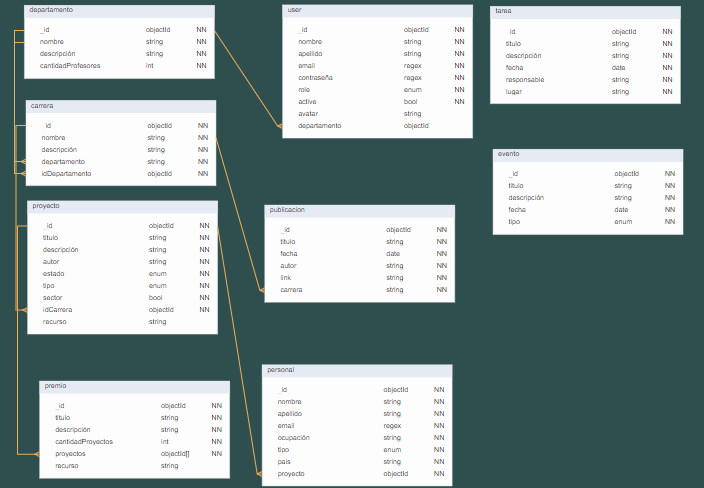 departamento
_id objectId NN
nombre string NN
descripción string NN
cantidadProfesores int NN
carrera
_id objectId NN
nombre string NN
descripción string NN
departamento string NN
idDepartamento objectId NN
proyecto
_id objectId NN
titulo string NN
descripción string NN
autor string NN
estado enum NN
tipo enum NN
sector bool NN
idCarrera objectId NN
recurso string
premio
_id objectId NN
titulo string NN
descripción string NN
cantidadProyectos int NN
proyectos objectId[] NN
recurso string
user
_id objectId NN
nombre string NN
apellido string NN
email regex NN
contraseña regex NN
role enum NN
active bool NN
avatar string
departamento objectId
publicacion
_id objectId NN
titulo string NN
fecha date NN
autor string NN
link string NN
carrera string NN
personal
_id objectId NN
nombre string NN
apellido string NN
email regex NN
ocupación string NN
tipo enum NN
pais string NN
proyecto objectId NN
tarea
_id objectId NN
titulo string NN
descripción string NN
fecha date NN
responsable string NN
lugar string NN
evento
_id objectId NN
titulo string NN
descripción string NN
fecha date NN
tipo enum NN